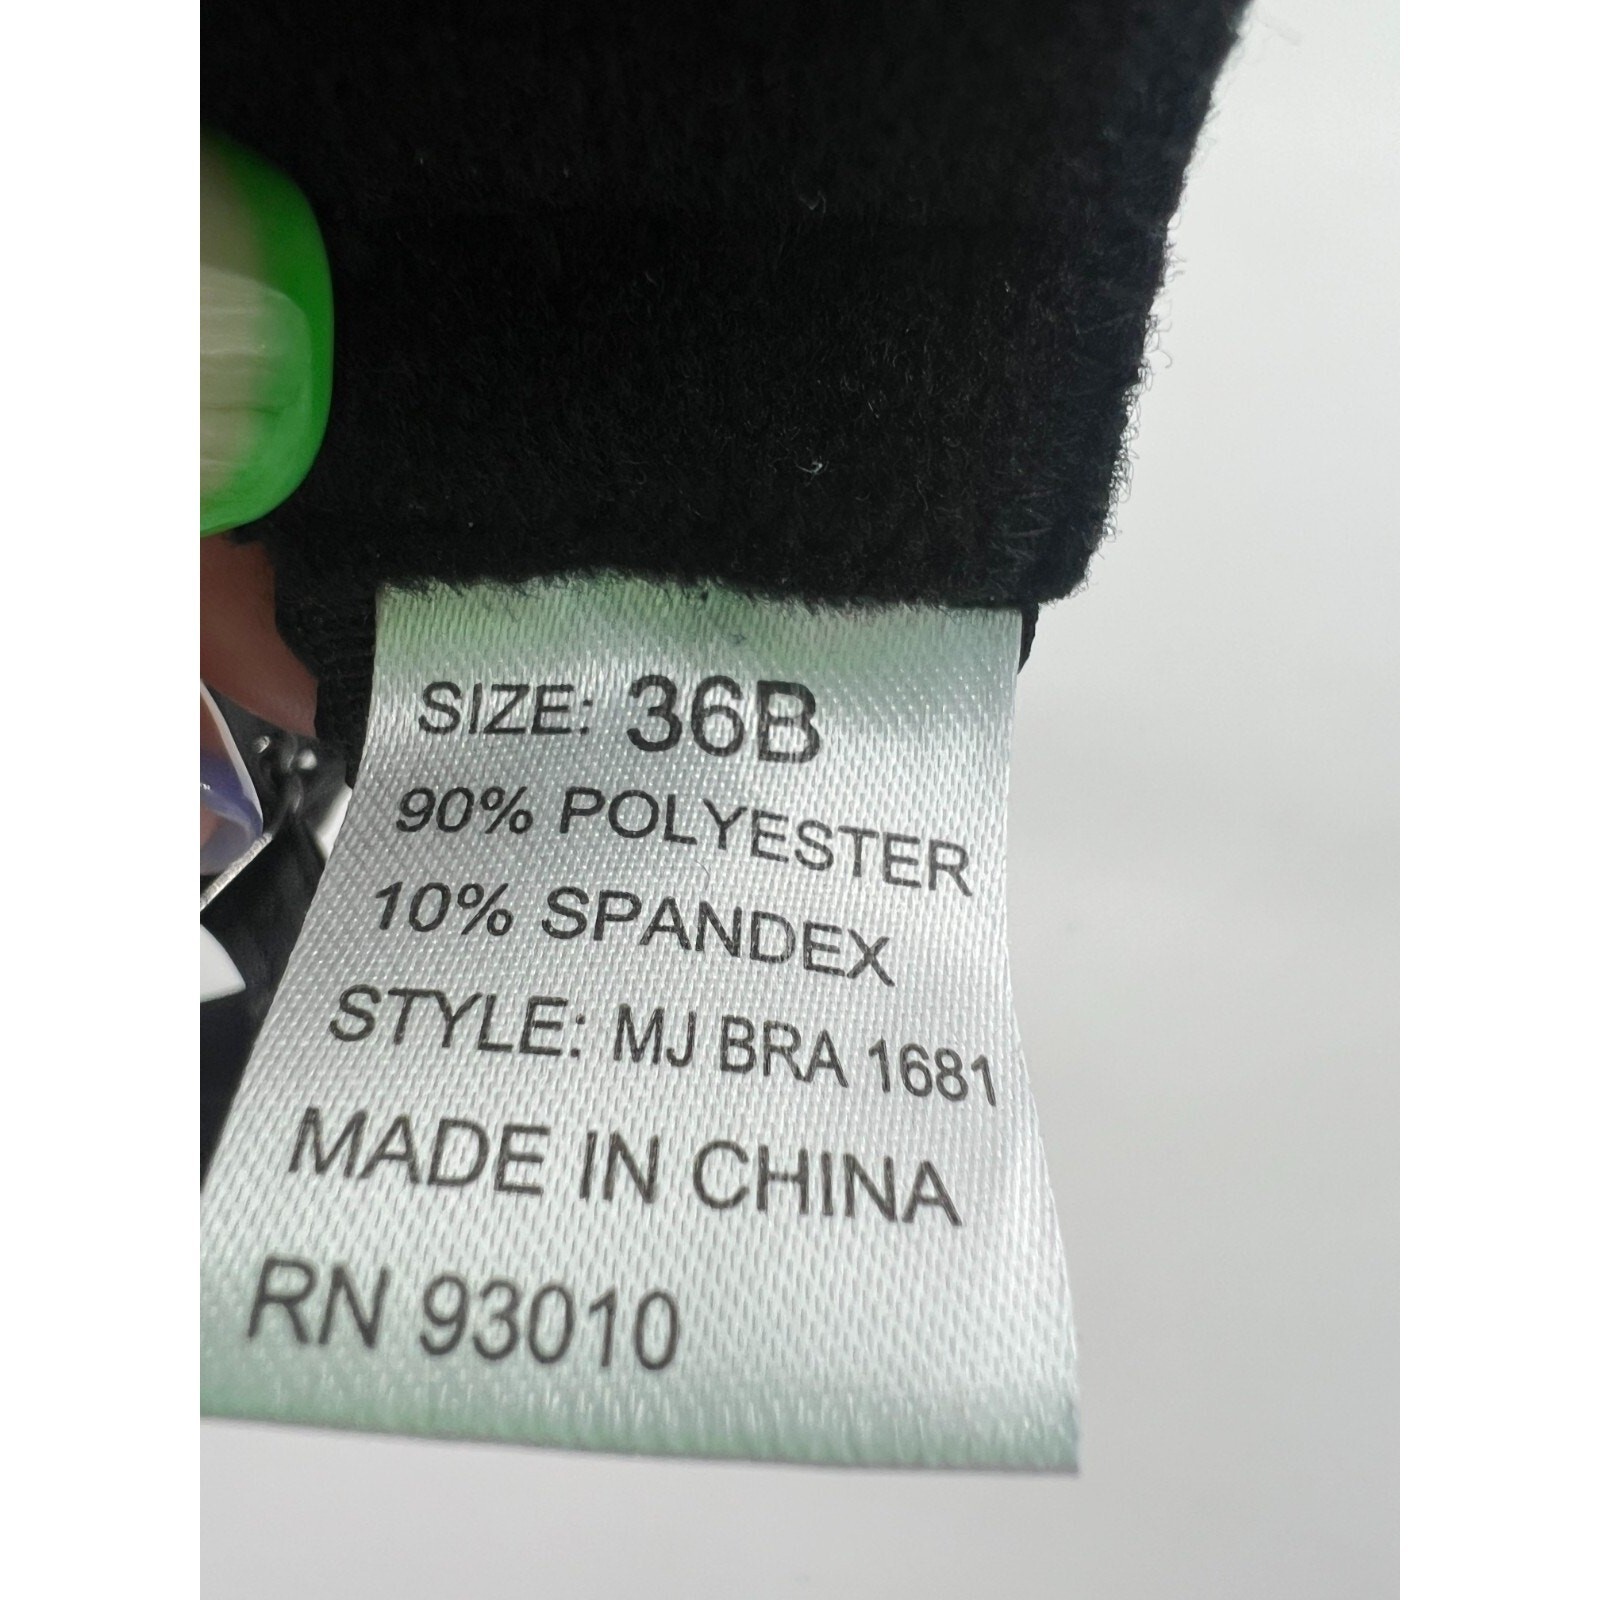 SIZE: 36B
90% POLYESTER
10% SPANDEX
STYLE: MJ BRA 1681
MADE IN CHINA
RN 93010